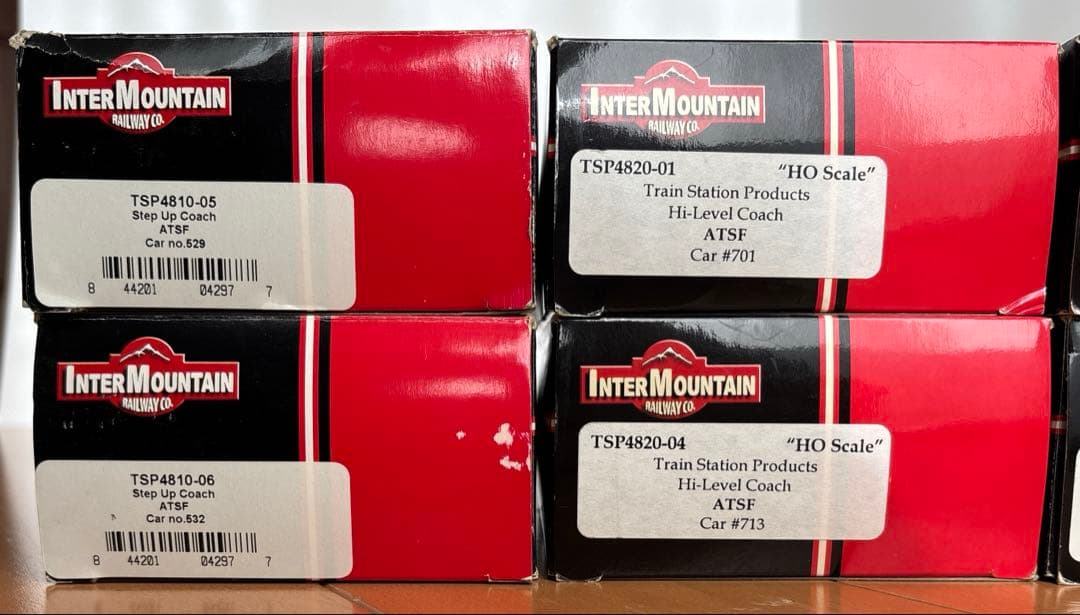 INTERMOUNTAIN
RAILWAY CO.
TSP4810-05
Step Up Coach
ATSF
Car no.529
8 44201 04297 7
INTERMOUNTAIN
RAILWAY CO.
TSP4820-01 "HO Scale"
Train Station Products
Hi-Level Coach
ATSF
Car #701
INTERMOUNTAIN
RAILWAY CO.
TSP4810-06
Step Up Coach
ATSF
Car no.532
8 44201 04297 7
INTERMOUNTAIN
RAILWAY CO.
TSP4820-04 "HO Scale"
Train Station Products
Hi-Level Coach
ATSF
Car #713